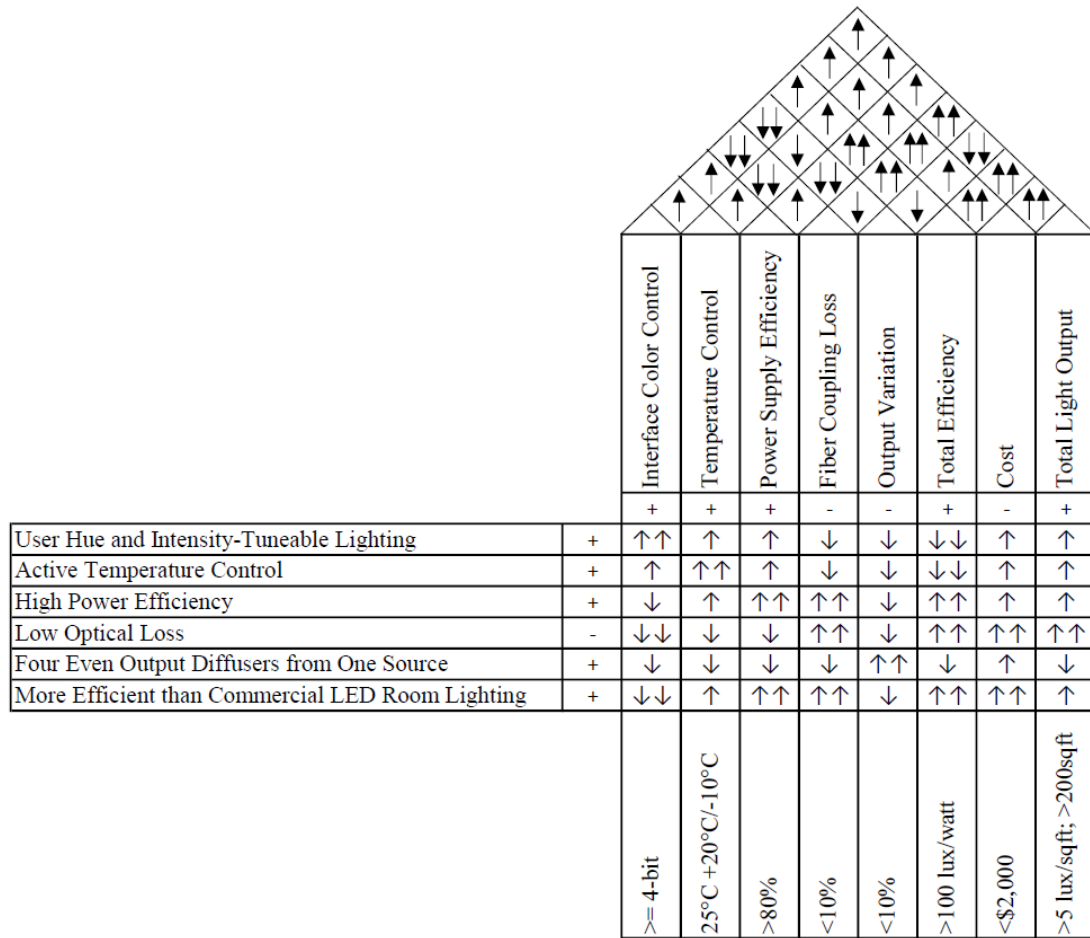 Interface Color Control
Temperature Control
Power Supply Efficiency
Fiber Coupling Loss
Output Variation
Total Efficiency
Cost
Total Light Output
+ + + - - + - +
User Hue and Intensity-Tuneable Lighting + ↑↑ ↑ ↑ ↓ ↓ ↓↓ ↑ ↑
Active Temperature Control + ↑ ↑↑ ↑ ↓ ↓ ↓↓ ↑ ↑
High Power Efficiency + ↓ ↑ ↑↑ ↑↑ ↓ ↑↑ ↑ ↑
Low Optical Loss - ↓↓ ↓ ↓ ↑↑ ↓ ↑↑ ↑↑ ↑↑
Four Even Output Diffusers from One Source + ↓ ↓ ↓ ↓ ↑↑ ↓ ↑ ↓
More Efficient than Commercial LED Room Lighting + ↓↓ ↑ ↑↑ ↑↑ ↓ ↑↑ ↑↑ ↑
>= 4-bit
25°C +20°C/-10°C
>80%
<10%
<10%
>100 lux/watt
<$2,000
>5 lux/sqft; >200sqft